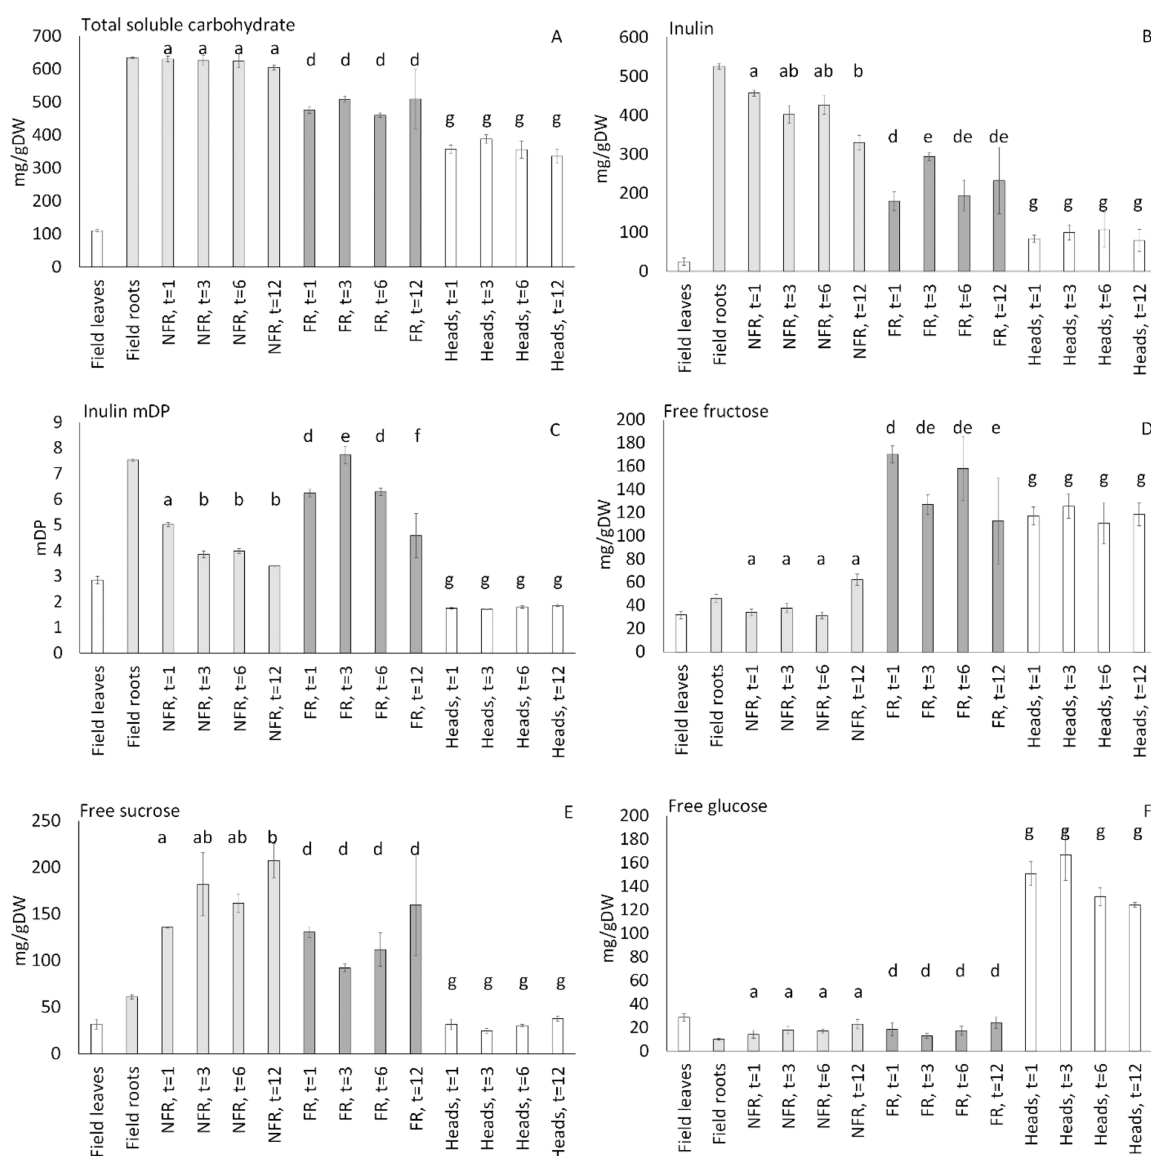 Total soluble carbohydrate
A
700
600
500
400
300
200
100
0
mg/gDW
a a a a d d d d g g g g
Field leaves
Field roots
NFR, t=1
NFR, t=3
NFR, t=6
NFR, t=12
FR, t=1
FR, t=3
FR, t=6
FR, t=12
Heads, t=1
Heads, t=3
Heads, t=6
Heads, t=12
Inulin
B
600
500
400
300
200
100
0
mg/gDW
a ab ab b d e de de g g g g
Field leaves
Field roots
NFR, t=1
NFR, t=3
NFR, t=6
NFR, t=12
FR, t=1
FR, t=3
FR, t=6
FR, t=12
Heads, t=1
Heads, t=3
Heads, t=6
Heads, t=12
Inulin mDP
C
9
8
7
6
5
4
3
2
1
0
mDP
a b b b d e d f g g g g
Field leaves
Field roots
NFR, t=1
NFR, t=3
NFR, t=6
NFR, t=12
FR, t=1
FR, t=3
FR, t=6
FR, t=12
Heads, t=1
Heads, t=3
Heads, t=6
Heads, t=12
Free fructose
D
200
180
160
140
120
100
80
60
40
20
0
mg/gDW
a a a a d de de e g g g g
Field leaves
Field roots
NFR, t=1
NFR, t=3
NFR, t=6
NFR, t=12
FR, t=1
FR, t=3
FR, t=6
FR, t=12
Heads, t=1
Heads, t=3
Heads, t=6
Heads, t=12
Free sucrose
E
250
200
150
100
50
0
mg/gDW
a ab ab b d d d d g g g g
Field leaves
Field roots
NFR, t=1
NFR, t=3
NFR, t=6
NFR, t=12
FR, t=1
FR, t=3
FR, t=6
FR, t=12
Heads, t=1
Heads, t=3
Heads, t=6
Heads, t=12
Free glucose
F
200
180
160
140
120
100
80
60
40
20
0
mg/gDW
a a a a d d d d g g g g
Field leaves
Field roots
NFR, t=1
NFR, t=3
NFR, t=6
NFR, t=12
FR, t=1
FR, t=3
FR, t=6
FR, t=12
Heads, t=1
Heads, t=3
Heads, t=6
Heads, t=12